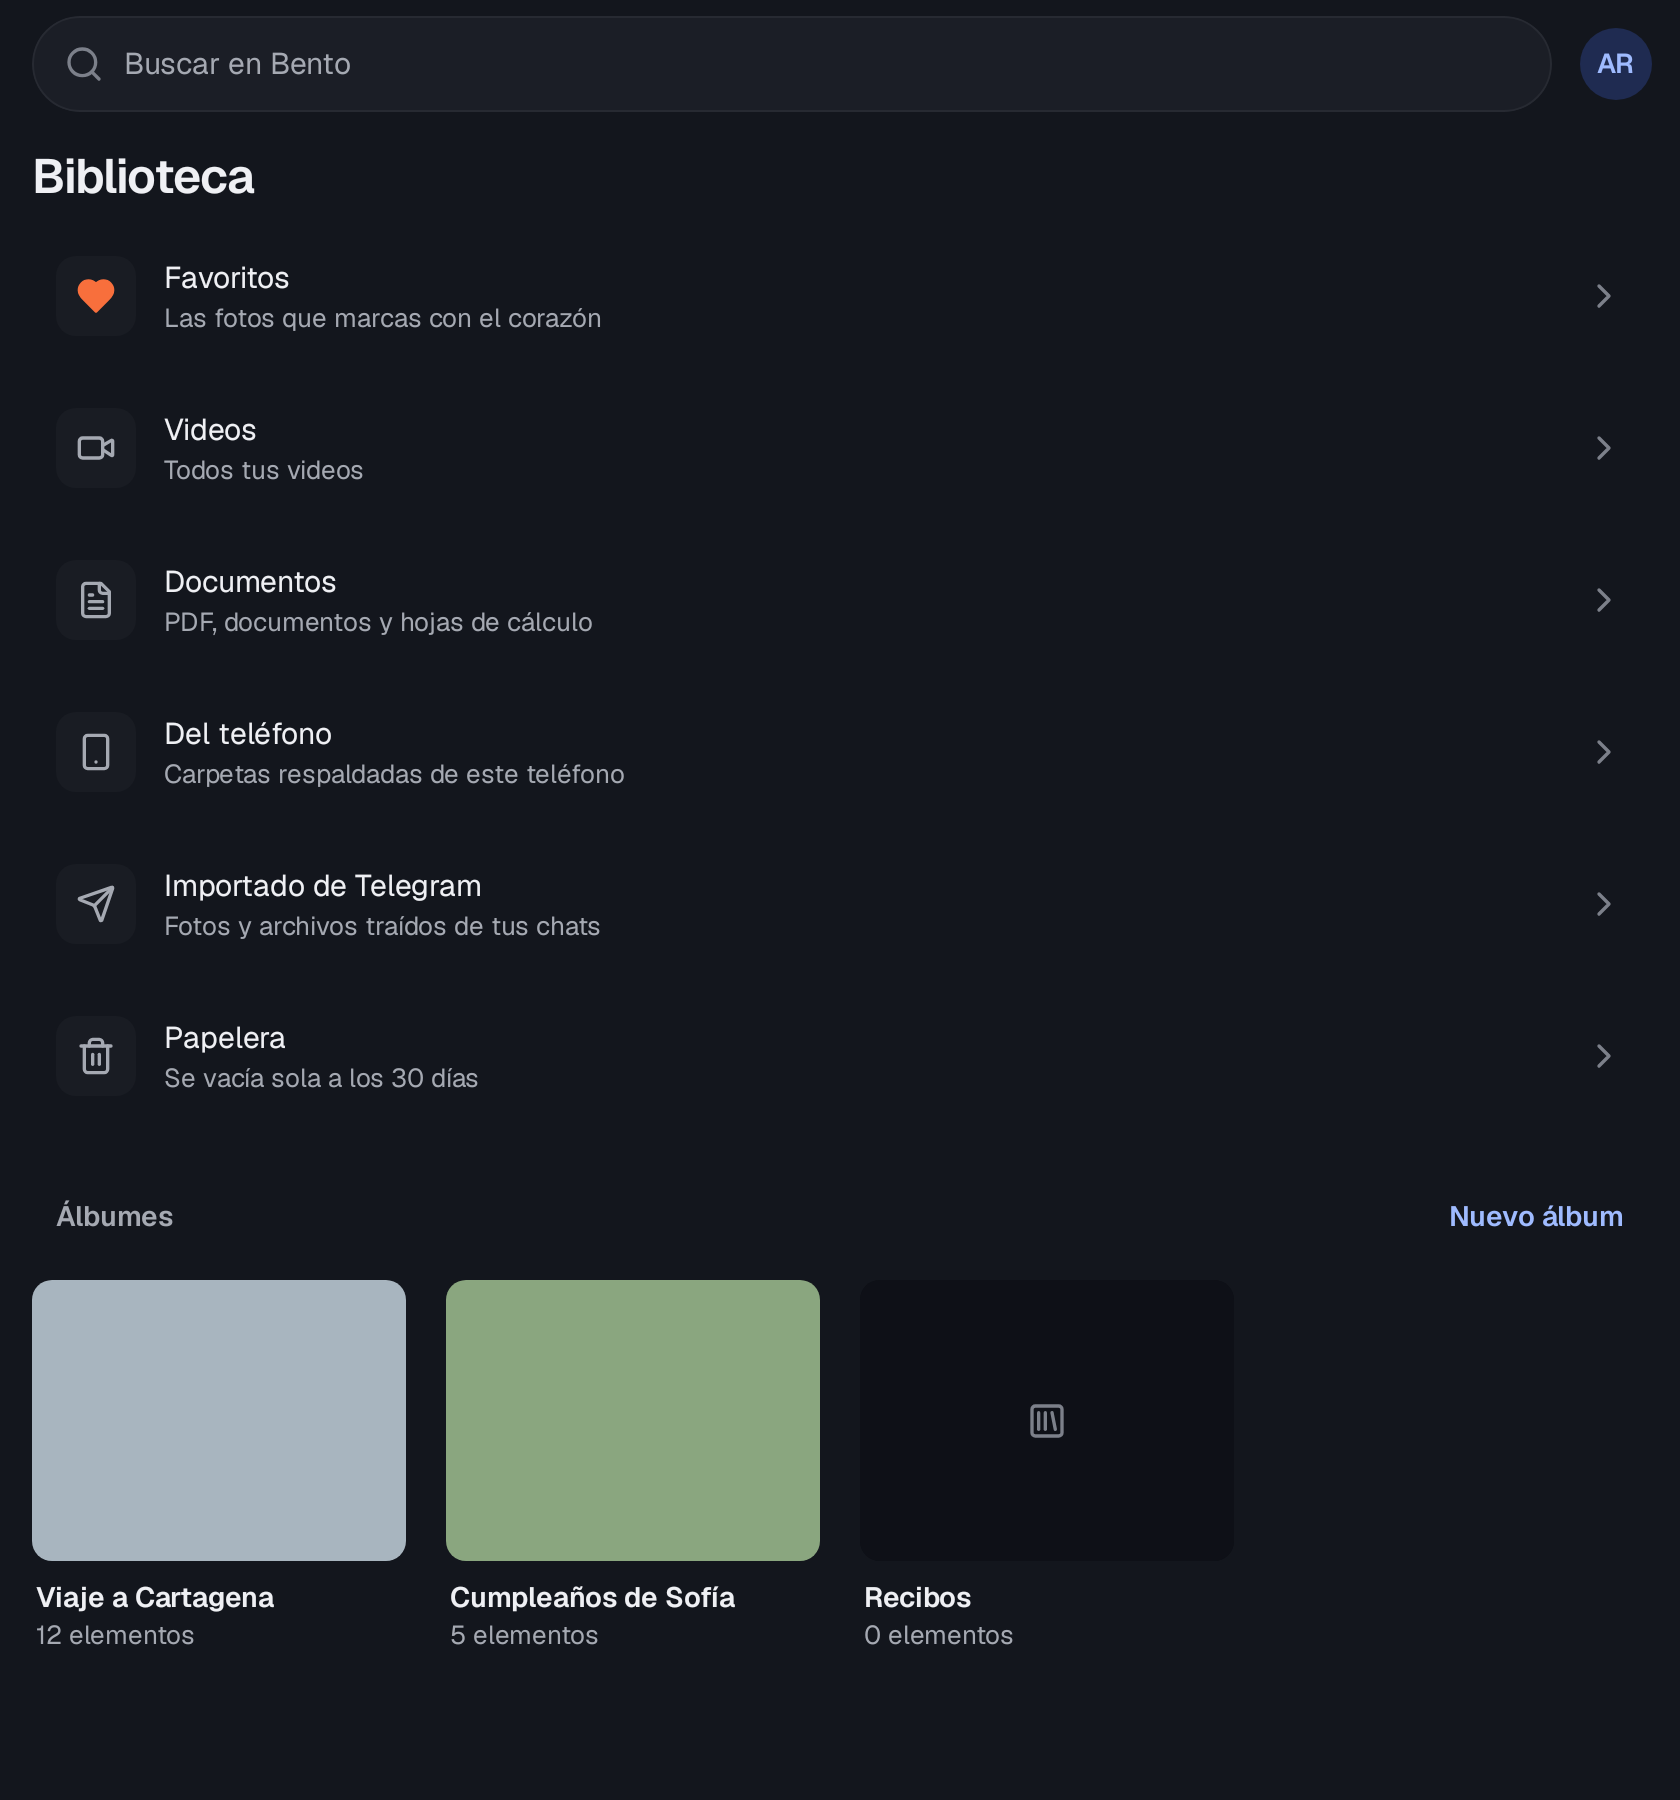 Buscar en Bento
AR
Biblioteca
Favoritos
Las fotos que marcas con el corazón
Videos
Todos tus videos
Documentos
PDF, documentos y hojas de cálculo
Del teléfono
Carpetas respaldadas de este teléfono
Importado de Telegram
Fotos y archivos traídos de tus chats
Papelera
Se vacía sola a los 30 días
Álbumes
Nuevo álbum
Viaje a Cartagena
12 elementos
Cumpleaños de Sofía
5 elementos
Recibos
0 elementos